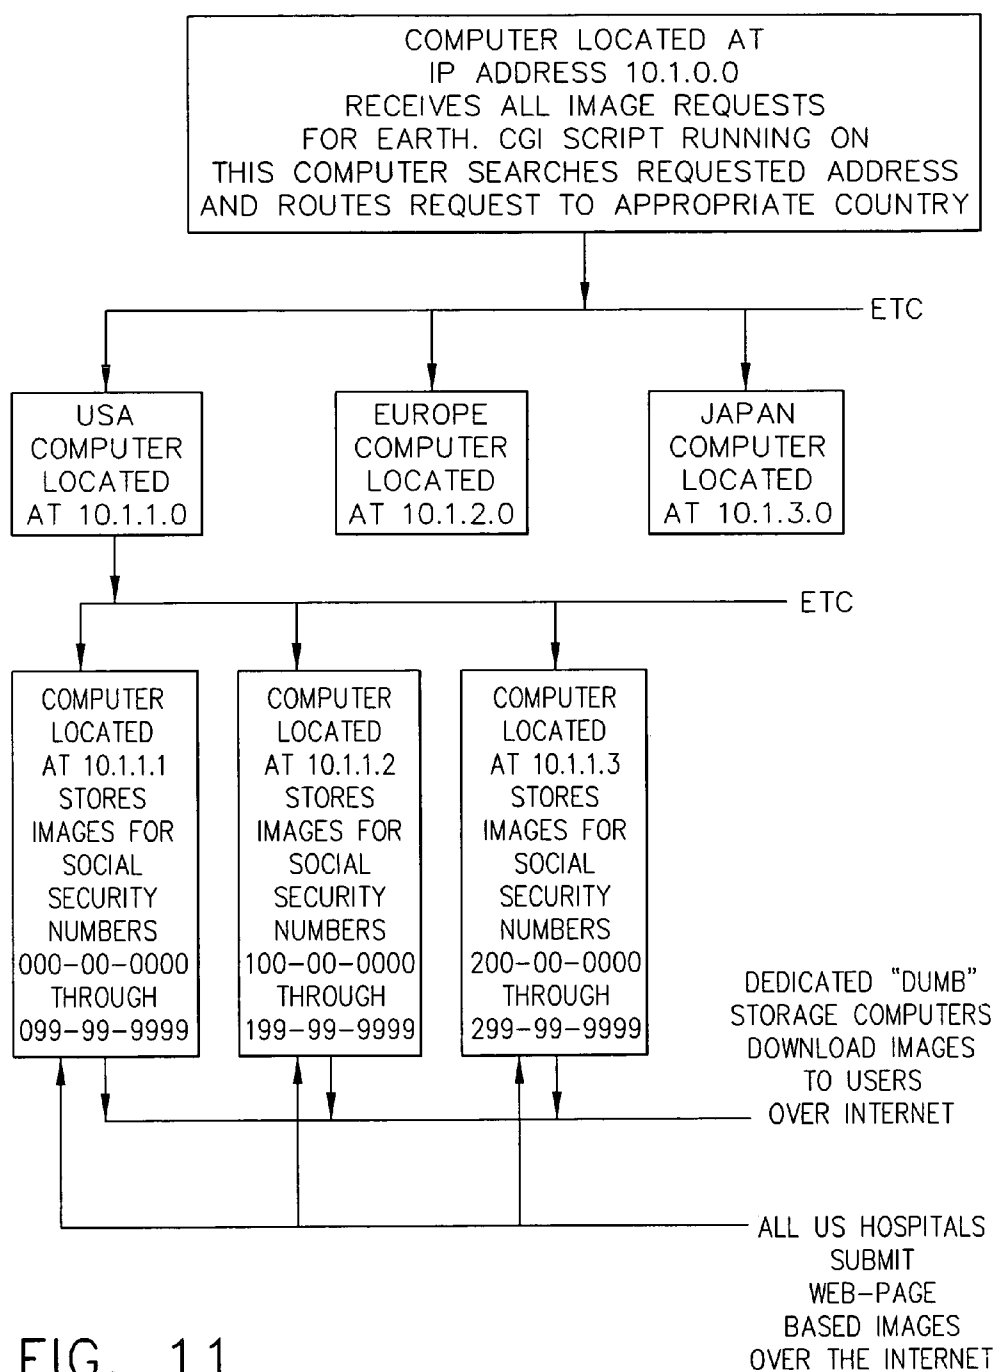 COMPUTER LOCATED AT
IP ADDRESS 10.1.0.0
RECEIVES ALL IMAGE REQUESTS
FOR EARTH. CGI SCRIPT RUNNING ON
THIS COMPUTER SEARCHES REQUESTED ADDRESS
AND ROUTES REQUEST TO APPROPRIATE COUNTRY
ETC
USA
COMPUTER
LOCATED
AT 10.1.1.0
EUROPE
COMPUTER
LOCATED
AT 10.1.2.0
JAPAN
COMPUTER
LOCATED
AT 10.1.3.0
ETC
COMPUTER
LOCATED
AT 10.1.1.1
STORES
IMAGES FOR
SOCIAL
SECURITY
NUMBERS
000-00-0000
THROUGH
099-99-9999
COMPUTER
LOCATED
AT 10.1.1.2
STORES
IMAGES FOR
SOCIAL
SECURITY
NUMBERS
100-00-0000
THROUGH
199-99-9999
COMPUTER
LOCATED
AT 10.1.1.3
STORES
IMAGES FOR
SOCIAL
SECURITY
NUMBERS
200-00-0000
THROUGH
299-99-9999
DEDICATED "DUMB"
STORAGE COMPUTERS
DOWNLOAD IMAGES
TO USERS
OVER INTERNET
ALL US HOSPITALS
SUBMIT
WEB-PAGE
BASED IMAGES
OVER THE INTERNET
FIG. 11